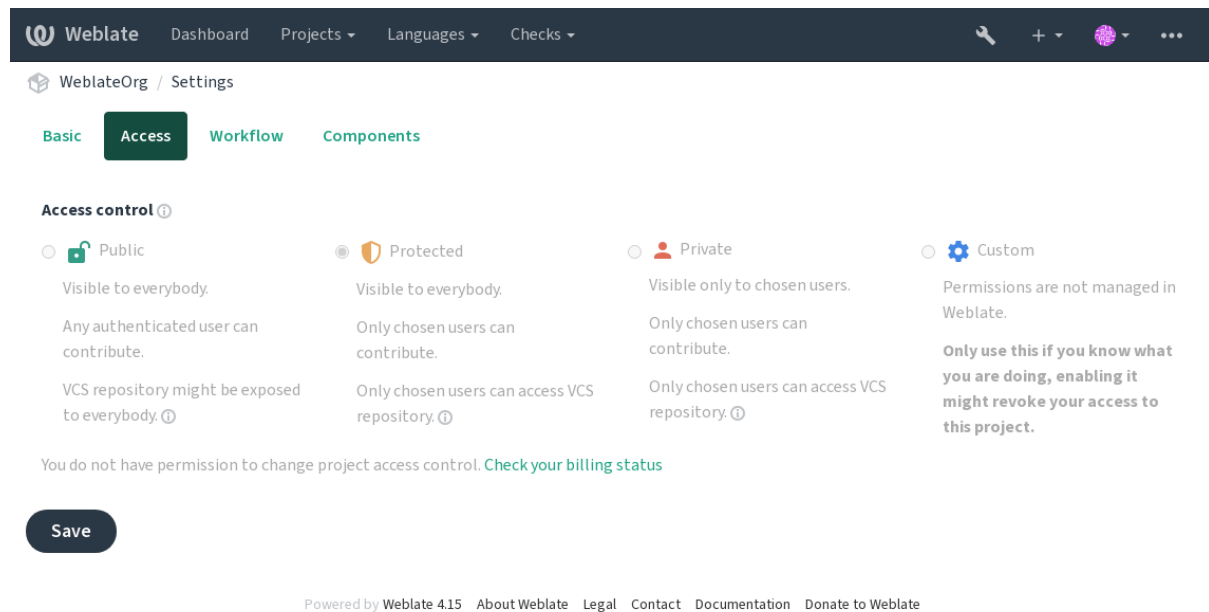 Weblate Dashboard Projects Languages Checks
WeblateOrg / Settings
Basic Access Workflow Components
Access control
Public
Visible to everybody.
Any authenticated user can
contribute.
VCS repository might be exposed
to everybody.
Protected
Visible to everybody.
Only chosen users can
contribute.
Only chosen users can access VCS
repository.
Private
Visible only to chosen users.
Only chosen users can
contribute.
Only chosen users can access VCS
repository.
Custom
Permissions are not managed in
Weblate.
Only use this if you know what
you are doing, enabling it
might revoke your access to
this project.
You do not have permission to change project access control. Check your billing status
Save
Powered by Weblate 4.15 About Weblate Legal Contact Documentation Donate to Weblate